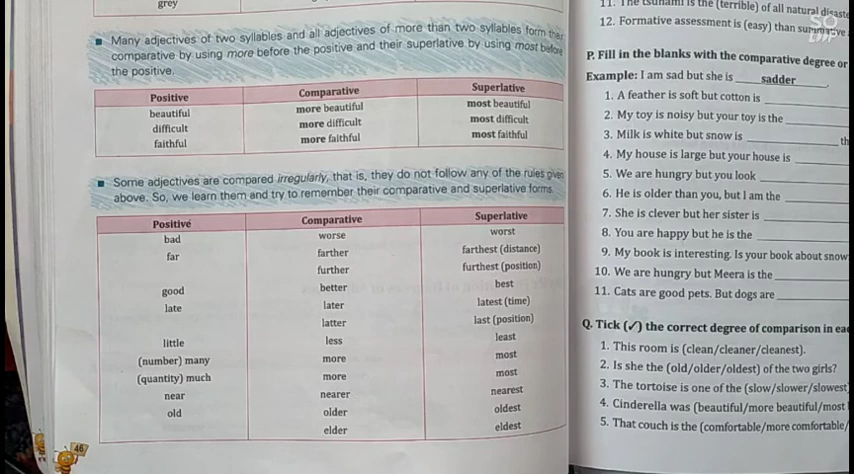 grey
Many adjectives of two syllables and all adjectives of more than two syllables form their
comparative by using more before the positive and their superlative by using most before
the positive.
Positive Comparative Superlative
beautiful more beautiful most beautiful
difficult more difficult most difficult
faithful more faithful most faithful
Some adjectives are compared irregularly, that is, they do not follow any of the rules given
above. So, we learn them and try to remember their comparative and superlative forms.
Positive Comparative Superlative
bad worse worst
far farther farthest (distance)
further furthest (position)
good better best
late later latest (time)
latter last (position)
little less least
(number) many more most
(quantity) much more most
near nearer nearest
old older oldest
elder eldest
46
11. The tsunami is the (terrible) of all natural
12. Formative assessment is (easy) than
P. Fill in the blanks with the comparative degree or
Example: I am sad but she is sadder.
1. A feather is soft but cotton is
2. My toy is noisy but your toy is the
3. Milk is white but snow is th
4. My house is large but your house is
5. We are hungry but you look
6. He is older than you, but I am the
7. She is clever but her sister is
8. You are happy but he is the
9. My book is interesting. Is your book about snow
10. We are hungry but Meera is the
11. Cats are good pets. But dogs are
Q. Tick (✓) the correct degree of comparison in ea
1. This room is (clean/cleaner/cleanest).
2. Is she the (old/older/oldest) of the two girls?
3. The tortoise is one of the (slow/slower/slowest
4. Cinderella was (beautiful/more beautiful/most
5. That couch is the (comfortable/more comfortable/